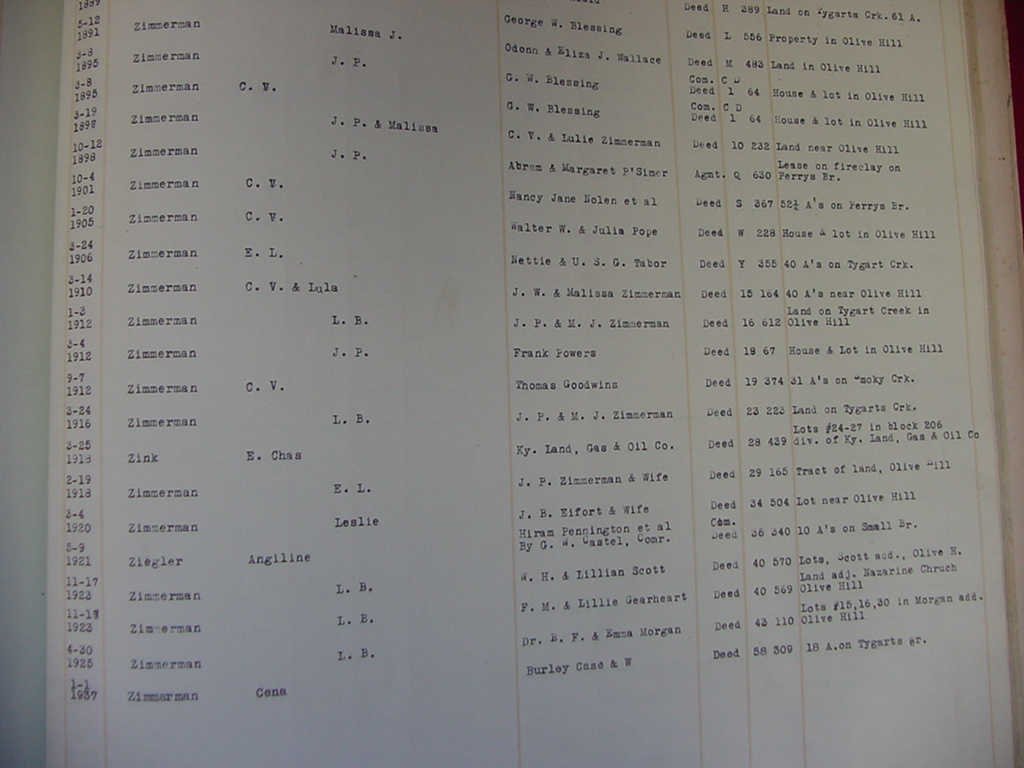 1889 Deed H 389 Land on Tygarts Crk. 61 A.
George W. Blessing Deed L 556 Property in Olive Hill
5-12 1891 Zimmerman Malissa J. Odonn & Eliza J. Wallace Deed M 483 Land in Olive Hill
3-8 1895 Zimmerman J. P. G. W. Blessing Com. Deed C D 1 64 House & lot in Olive Hill
3-8 1895 Zimmerman C. V. G. W. Blessing Com. Deed C D 1 64 House & lot in Olive Hill
3-19 1897 Zimmerman J. P. & Malissa C. V. & Lulie Zimmerman Deed 10 232 Land near Olive Hill
10-12 1898 Zimmerman J. P. Abram & Margaret P'Simer Agmt. Q 630 Lease on fireclay on Perrys Br.
10-4 1901 Zimmerman C. V. Nancy Jane Nolen et al Deed S 367 52¼ A's on Perrys Br.
1-20 1905 Zimmerman C. V. Walter W. & Julia Pope Deed W 228 House & lot in Olive Hill
3-24 1906 Zimmerman E. L. Nettie & U. S. G. Tabor Deed Y 355 40 A's on Tygart Crk.
3-14 1910 Zimmerman C. V. & Lula J. W. & Malissa Zimmerman Deed 15 164 40 A's near Olive Hill
1-3 1912 Zimmerman L. B. J. P. & M. J. Zimmerman Deed 16 612 Land on Tygart Creek in Olive Hill
3-4 1912 Zimmerman J. P. Frank Powers Deed 18 67 House & Lot in Olive Hill
9-7 1912 Zimmerman C. V. Thomas Goodwins Deed 19 374 31 A's on Smoky Crk.
3-24 1916 Zimmerman L. B. J. P. & M. J. Zimmerman Deed 23 223 Land on Tygarts Crk.
3-25 1918 Zink E. Chas Ky. Land, Gas & Oil Co. Deed 28 439 Lots #24-27 in block 206 div. of Ky. Land, Gas & Oil Co
2-19 1918 Zimmerman E. L. J. P. Zimmerman & Wife Deed 29 165 Tract of land, Olive Hill
3-4 1920 Zimmerman Leslie J. B. Eifort & Wife Deed 34 504 Lot near Olive Hill
5-9 1921 Ziegler Angiline Hiram Pennington et al By G. W. Castel, Comr. Com. Deed 36 340 10 A's on Small Br.
11-17 1923 Zimmerman L. B. W. H. & Lillian Scott Deed 40 570 Lots, Scott add., Olive H.
11-17 1923 Zimmerman L. B. F. M. & Lillie Gearheart Deed 40 569 Land adj. Nazarine Chruch Olive Hill
4-30 1925 Zimmerman L. B. Dr. B. F. & Emma Morgan Deed 43 110 Lots #15,16,30 in Morgan add. Olive Hill
1-1 1937 Zimmerman Cena Burley Case & W Deed 58 309 18 A.on Tygarts